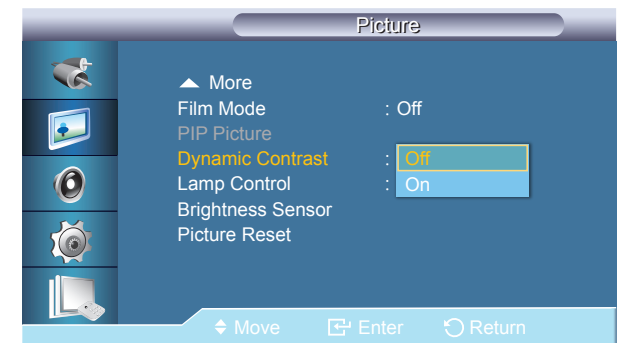 Picture
▲ More
Film Mode : Off
PIP Picture
Dynamic Contrast : Off
Lamp Control : On
Brightness Sensor
Picture Reset
Move Enter Return